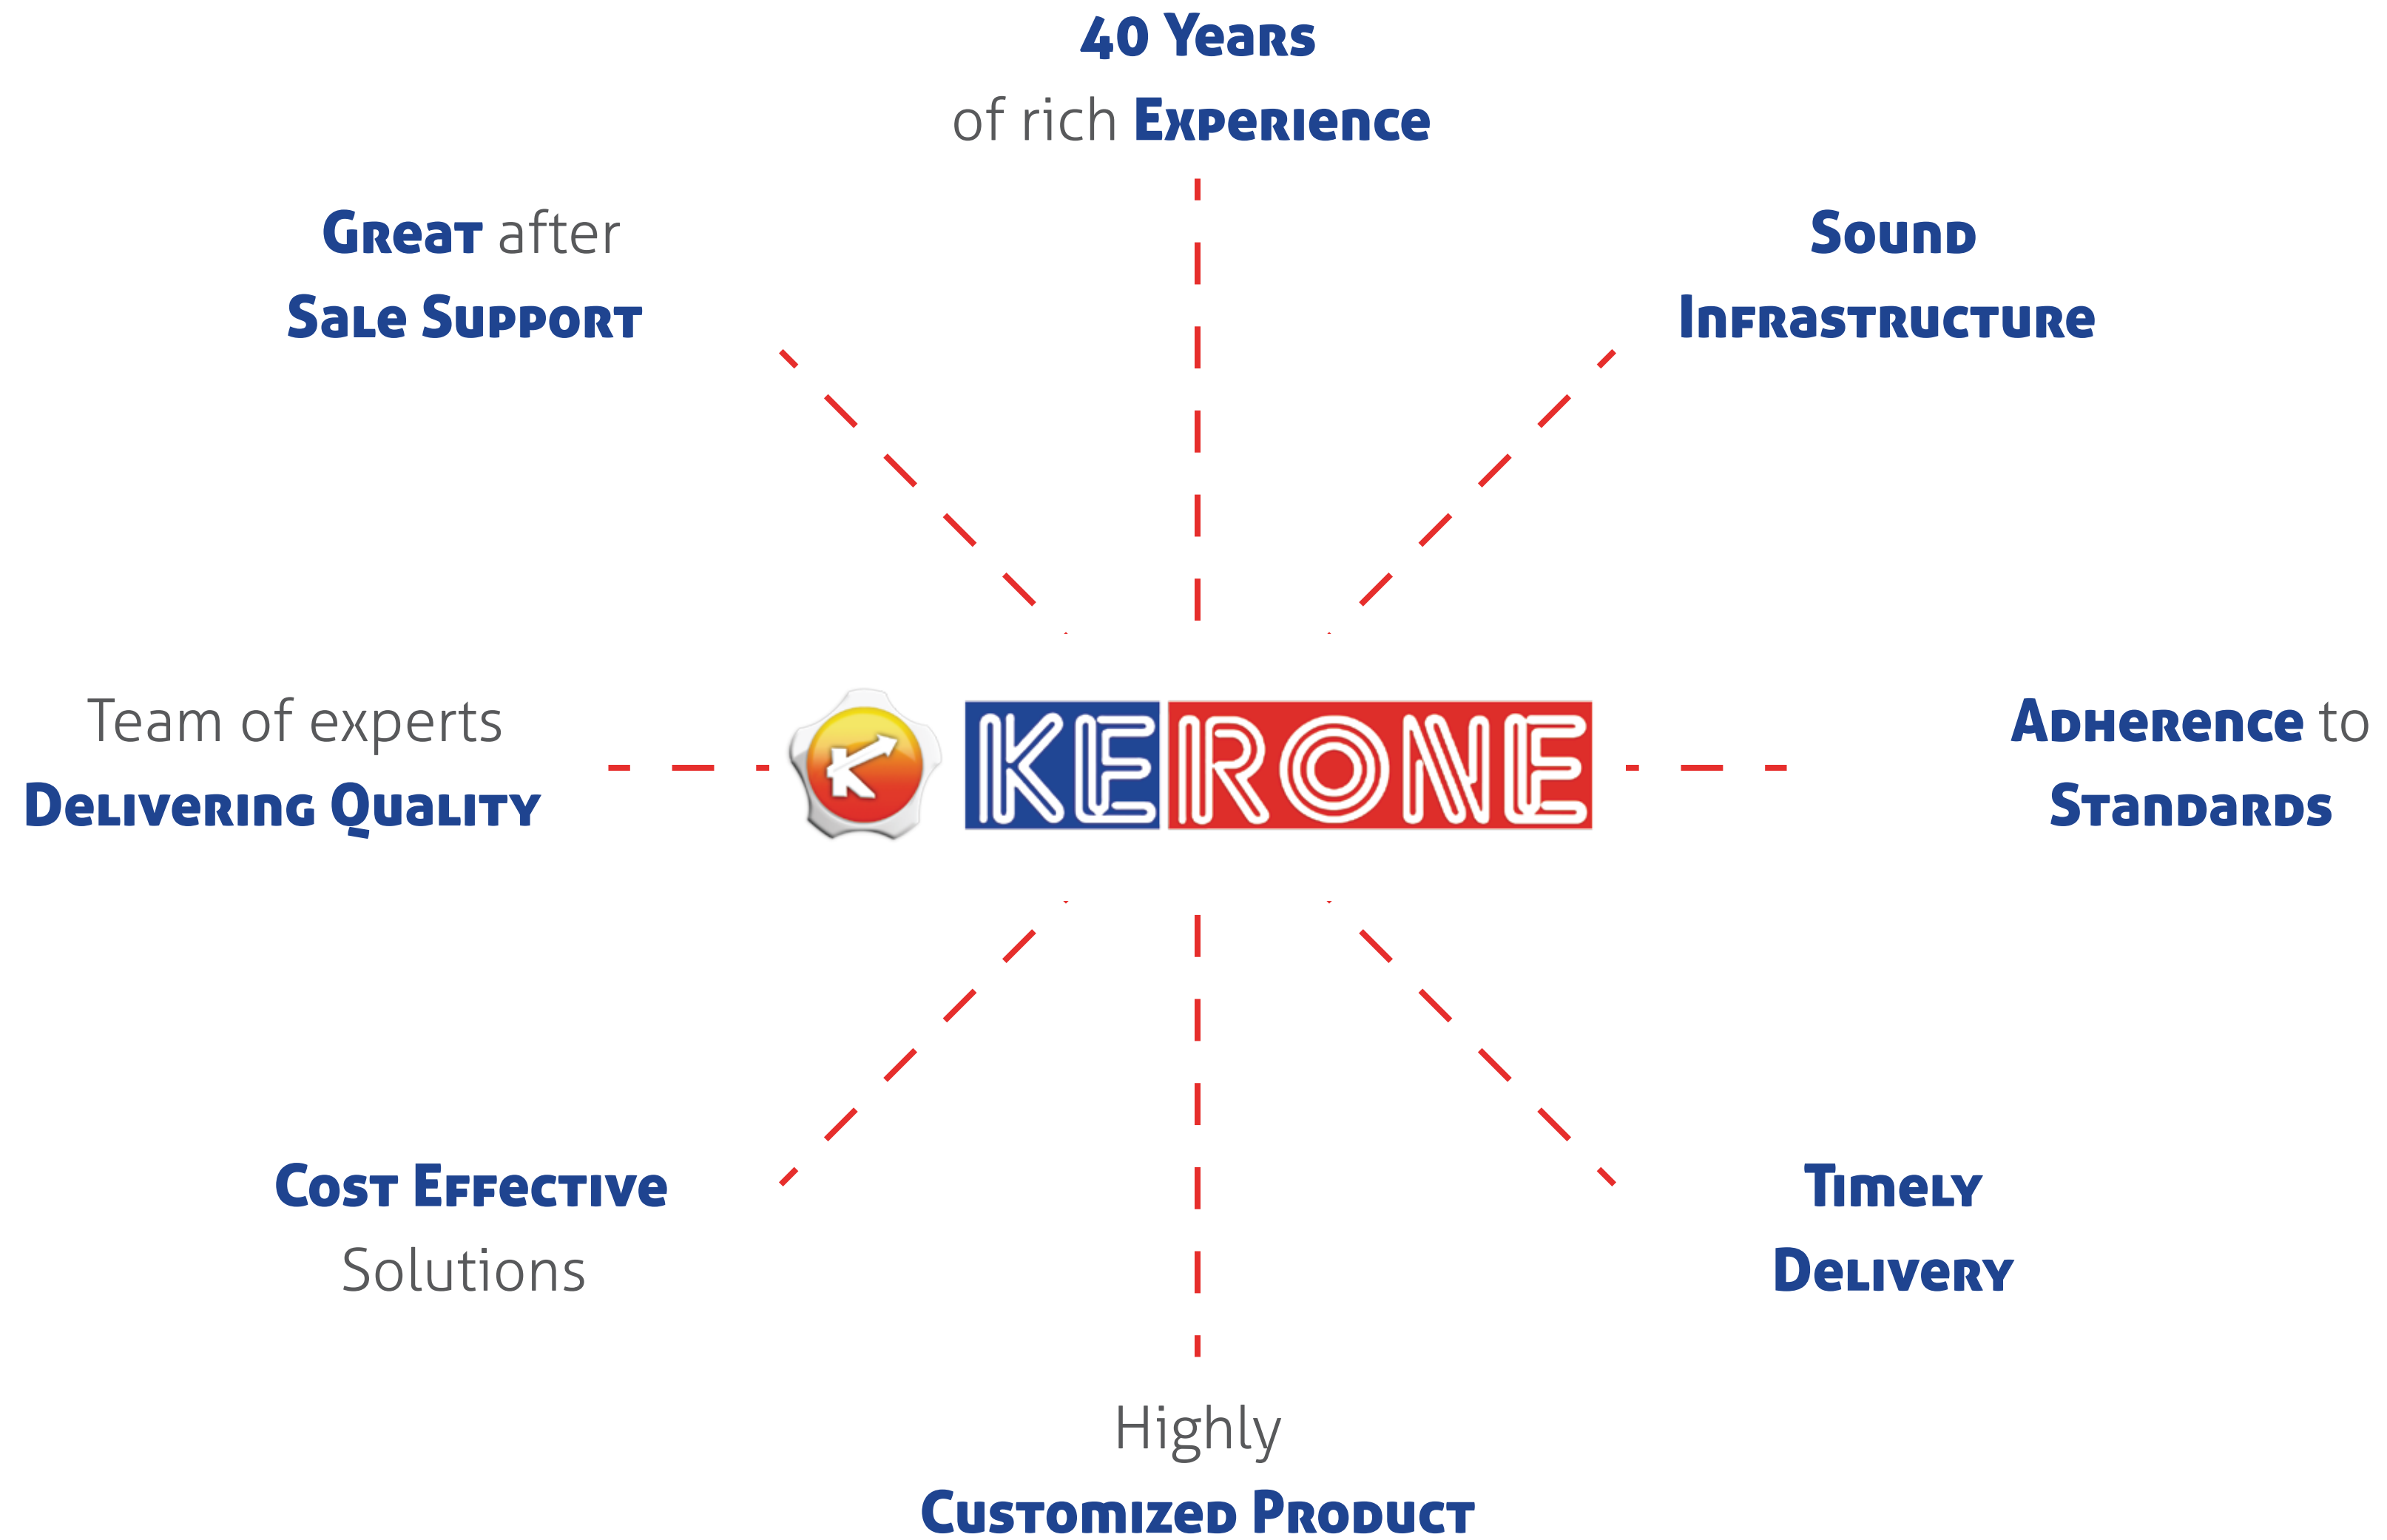 40 Years
of rich Experience
Great after
Sale Support
Sound
Infrastructure
Team of experts
Delivering Quality
K KERONE
Adherence to
Standards
Cost Effective
Solutions
Timely
Delivery
Highly
Customized Product